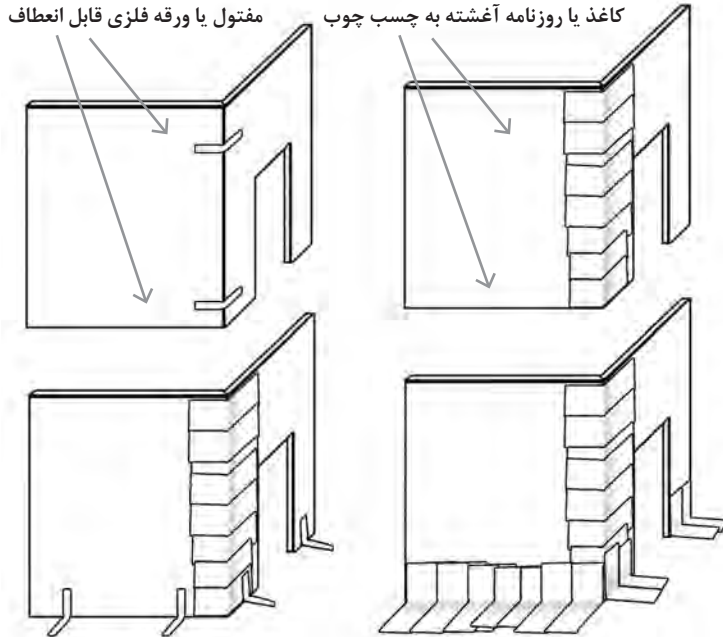 کاغذ یا روزنامه آغشته به چسب چوب
مفتول یا ورقه فلزی قابل انعطاف